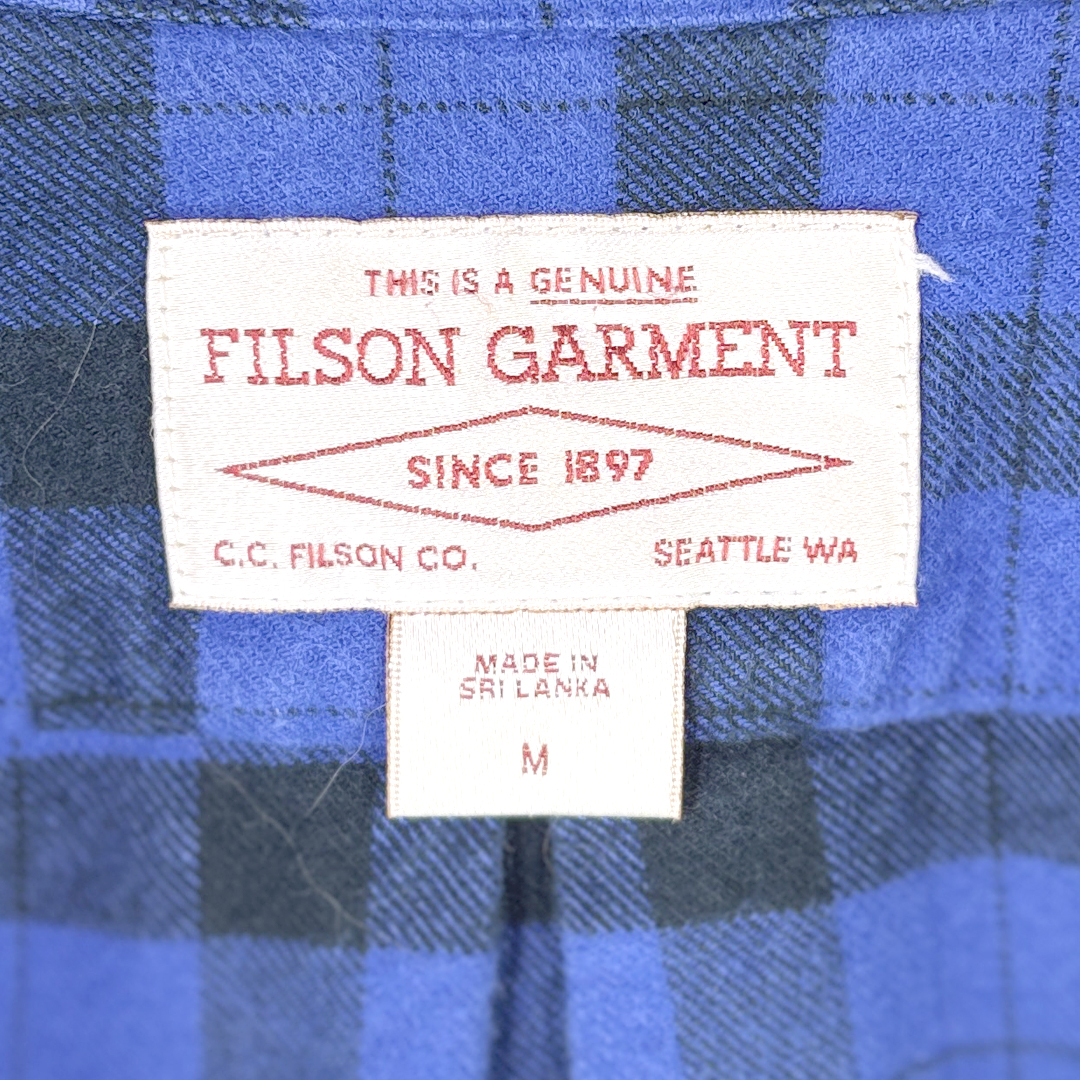 THIS IS A GENUINE
FILSON GARMENT
SINCE 1897
C.C. FILSON CO. SEATTLE WA
MADE IN
SRI LANKA
M